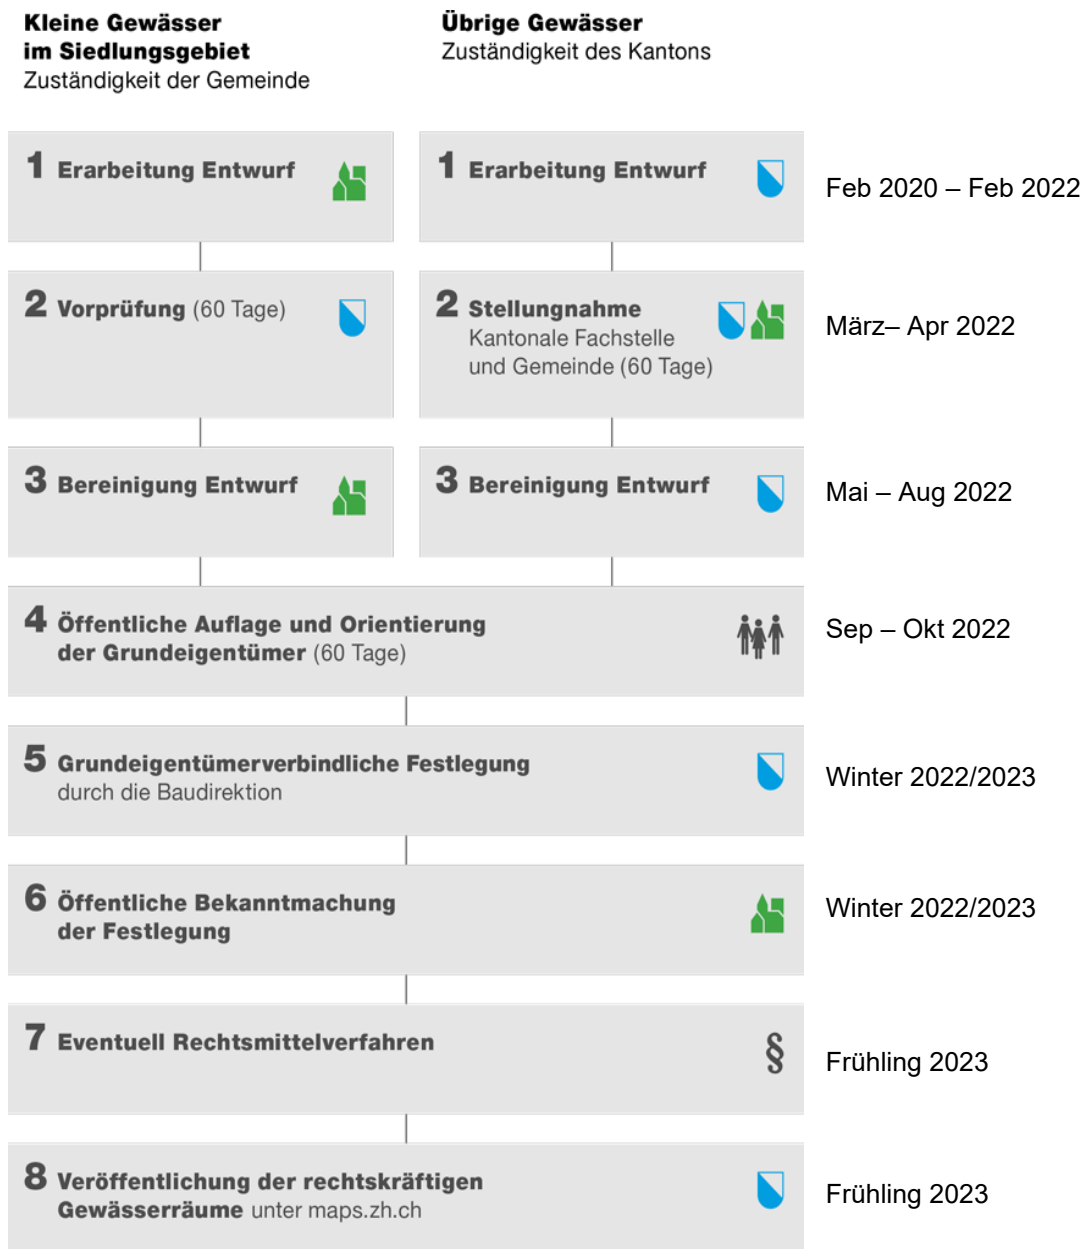 Kleine Gewässer
im Siedlungsgebiet
Zuständigkeit der Gemeinde
Übrige Gewässer
Zuständigkeit des Kantons
1 Erarbeitung Entwurf
1 Erarbeitung Entwurf
Feb 2020 – Feb 2022
2 Vorprüfung (60 Tage)
2 Stellungnahme
Kantonale Fachstelle
und Gemeinde (60 Tage)
März– Apr 2022
3 Bereinigung Entwurf
3 Bereinigung Entwurf
Mai – Aug 2022
4 Öffentliche Auflage und Orientierung
der Grundeigentümer (60 Tage)
Sep – Okt 2022
5 Grundeigentümerverbindliche Festlegung
durch die Baudirektion
Winter 2022/2023
6 Öffentliche Bekanntmachung
der Festlegung
Winter 2022/2023
7 Eventuell Rechtsmittelverfahren
§
Frühling 2023
8 Veröffentlichung der rechtskräftigen
Gewässerräume unter maps.zh.ch
Frühling 2023